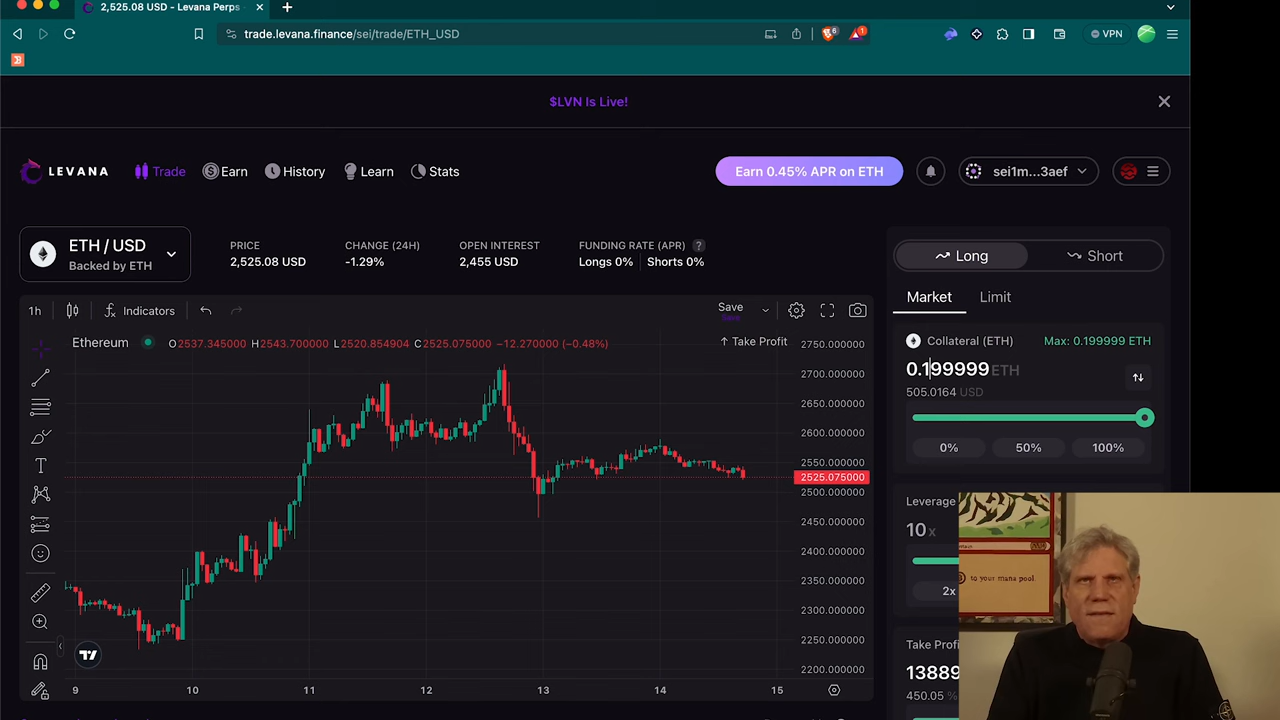 2,525.08 USD - Levana Perps
trade.levana.finance/sei/trade/ETH_USD
6
1
VPN
$LVN Is Live!
LEVANA
Trade
Earn
History
Learn
Stats
Earn 0.45% APR on ETH
sei1m...3aef
ETH / USD
Backed by ETH
PRICE
2,525.08 USD
CHANGE (24H)
-1.29%
OPEN INTEREST
2,455 USD
FUNDING RATE (APR) ?
Longs 0% Shorts 0%
Long
Short
Market
Limit
1h
Indicators
Save
Save
Ethereum
O2537.345000 H2543.700000 L2520.854904 C2525.075000 −12.270000 (−0.48%)
↑ Take Profit
2750.000000
2700.000000
2650.000000
2600.000000
2550.000000
2525.075000
2500.000000
2450.000000
2400.000000
2350.000000
2300.000000
2250.000000
2200.000000
9 10 11 12 13 14 15
Collateral (ETH)
Max: 0.199999 ETH
0.199999 ETH
505.0164 USD
0%
50%
100%
Leverage
10x
2x
Take Profi
13889
450.05 %
to your mana pool.